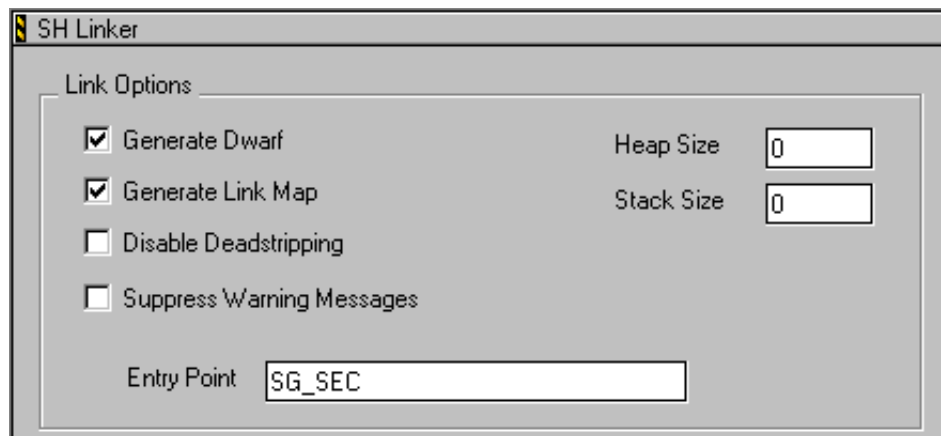 SH Linker
Link Options
Generate Dwarf
Heap Size 0
Generate Link Map
Stack Size 0
Disable Deadstripping
Suppress Warning Messages
Entry Point SG_SEC